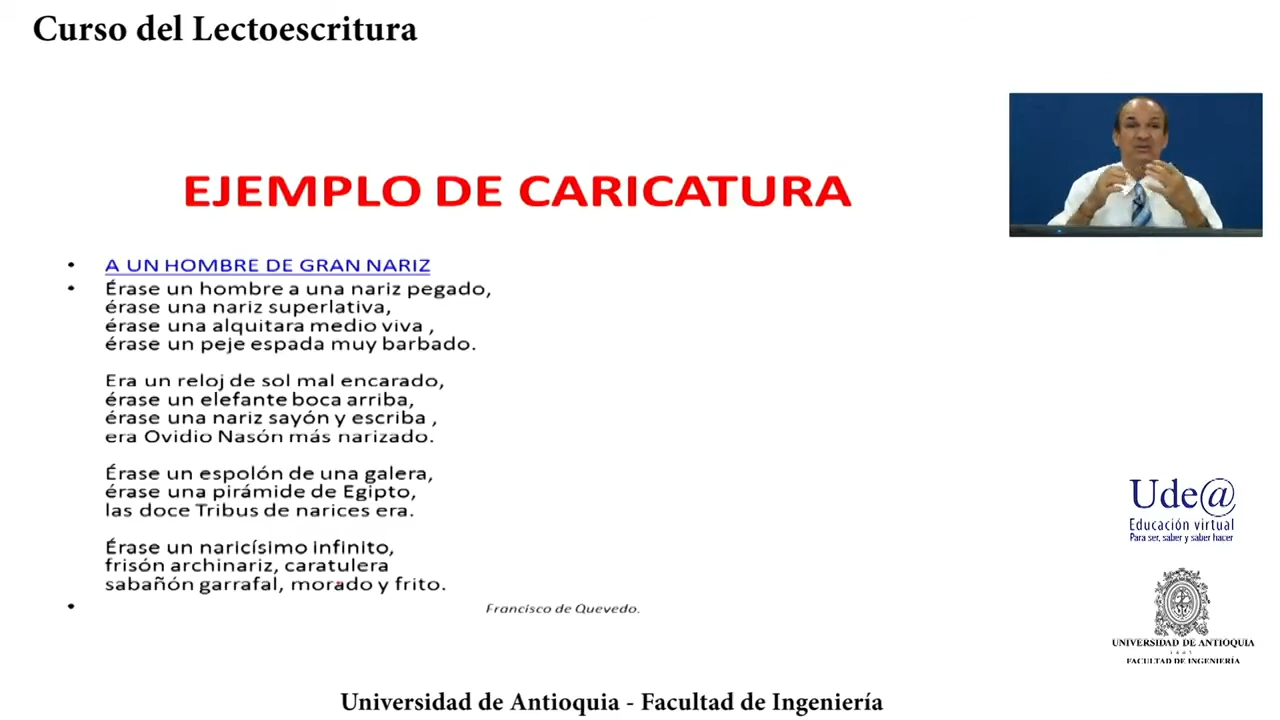 Curso del Lectoescritura
EJEMPLO DE CARICATURA
• A UN HOMBRE DE GRAN NARIZ
• Érase un hombre a una nariz pegado,
érase una nariz superlativa,
érase una alquitara medio viva ,
érase un peje espada muy barbado.
Era un reloj de sol mal encarado,
érase un elefante boca arriba,
érase una nariz sayón y escriba ,
era Ovidio Nasón más narizado.
Érase un espolón de una galera,
érase una pirámide de Egipto,
las doce Tribus de narices era.
Érase un naricísimo infinito,
frisón archinariz, caratulera
sabañón garrafal, morado y frito.
• Francisco de Quevedo.
Ude@
Educación virtual
Para ser, saber y saber hacer
UNIVERSIDAD DE ANTIOQUIA
1803
FACULTAD DE INGENIERÍA
Universidad de Antioquia - Facultad de Ingeniería